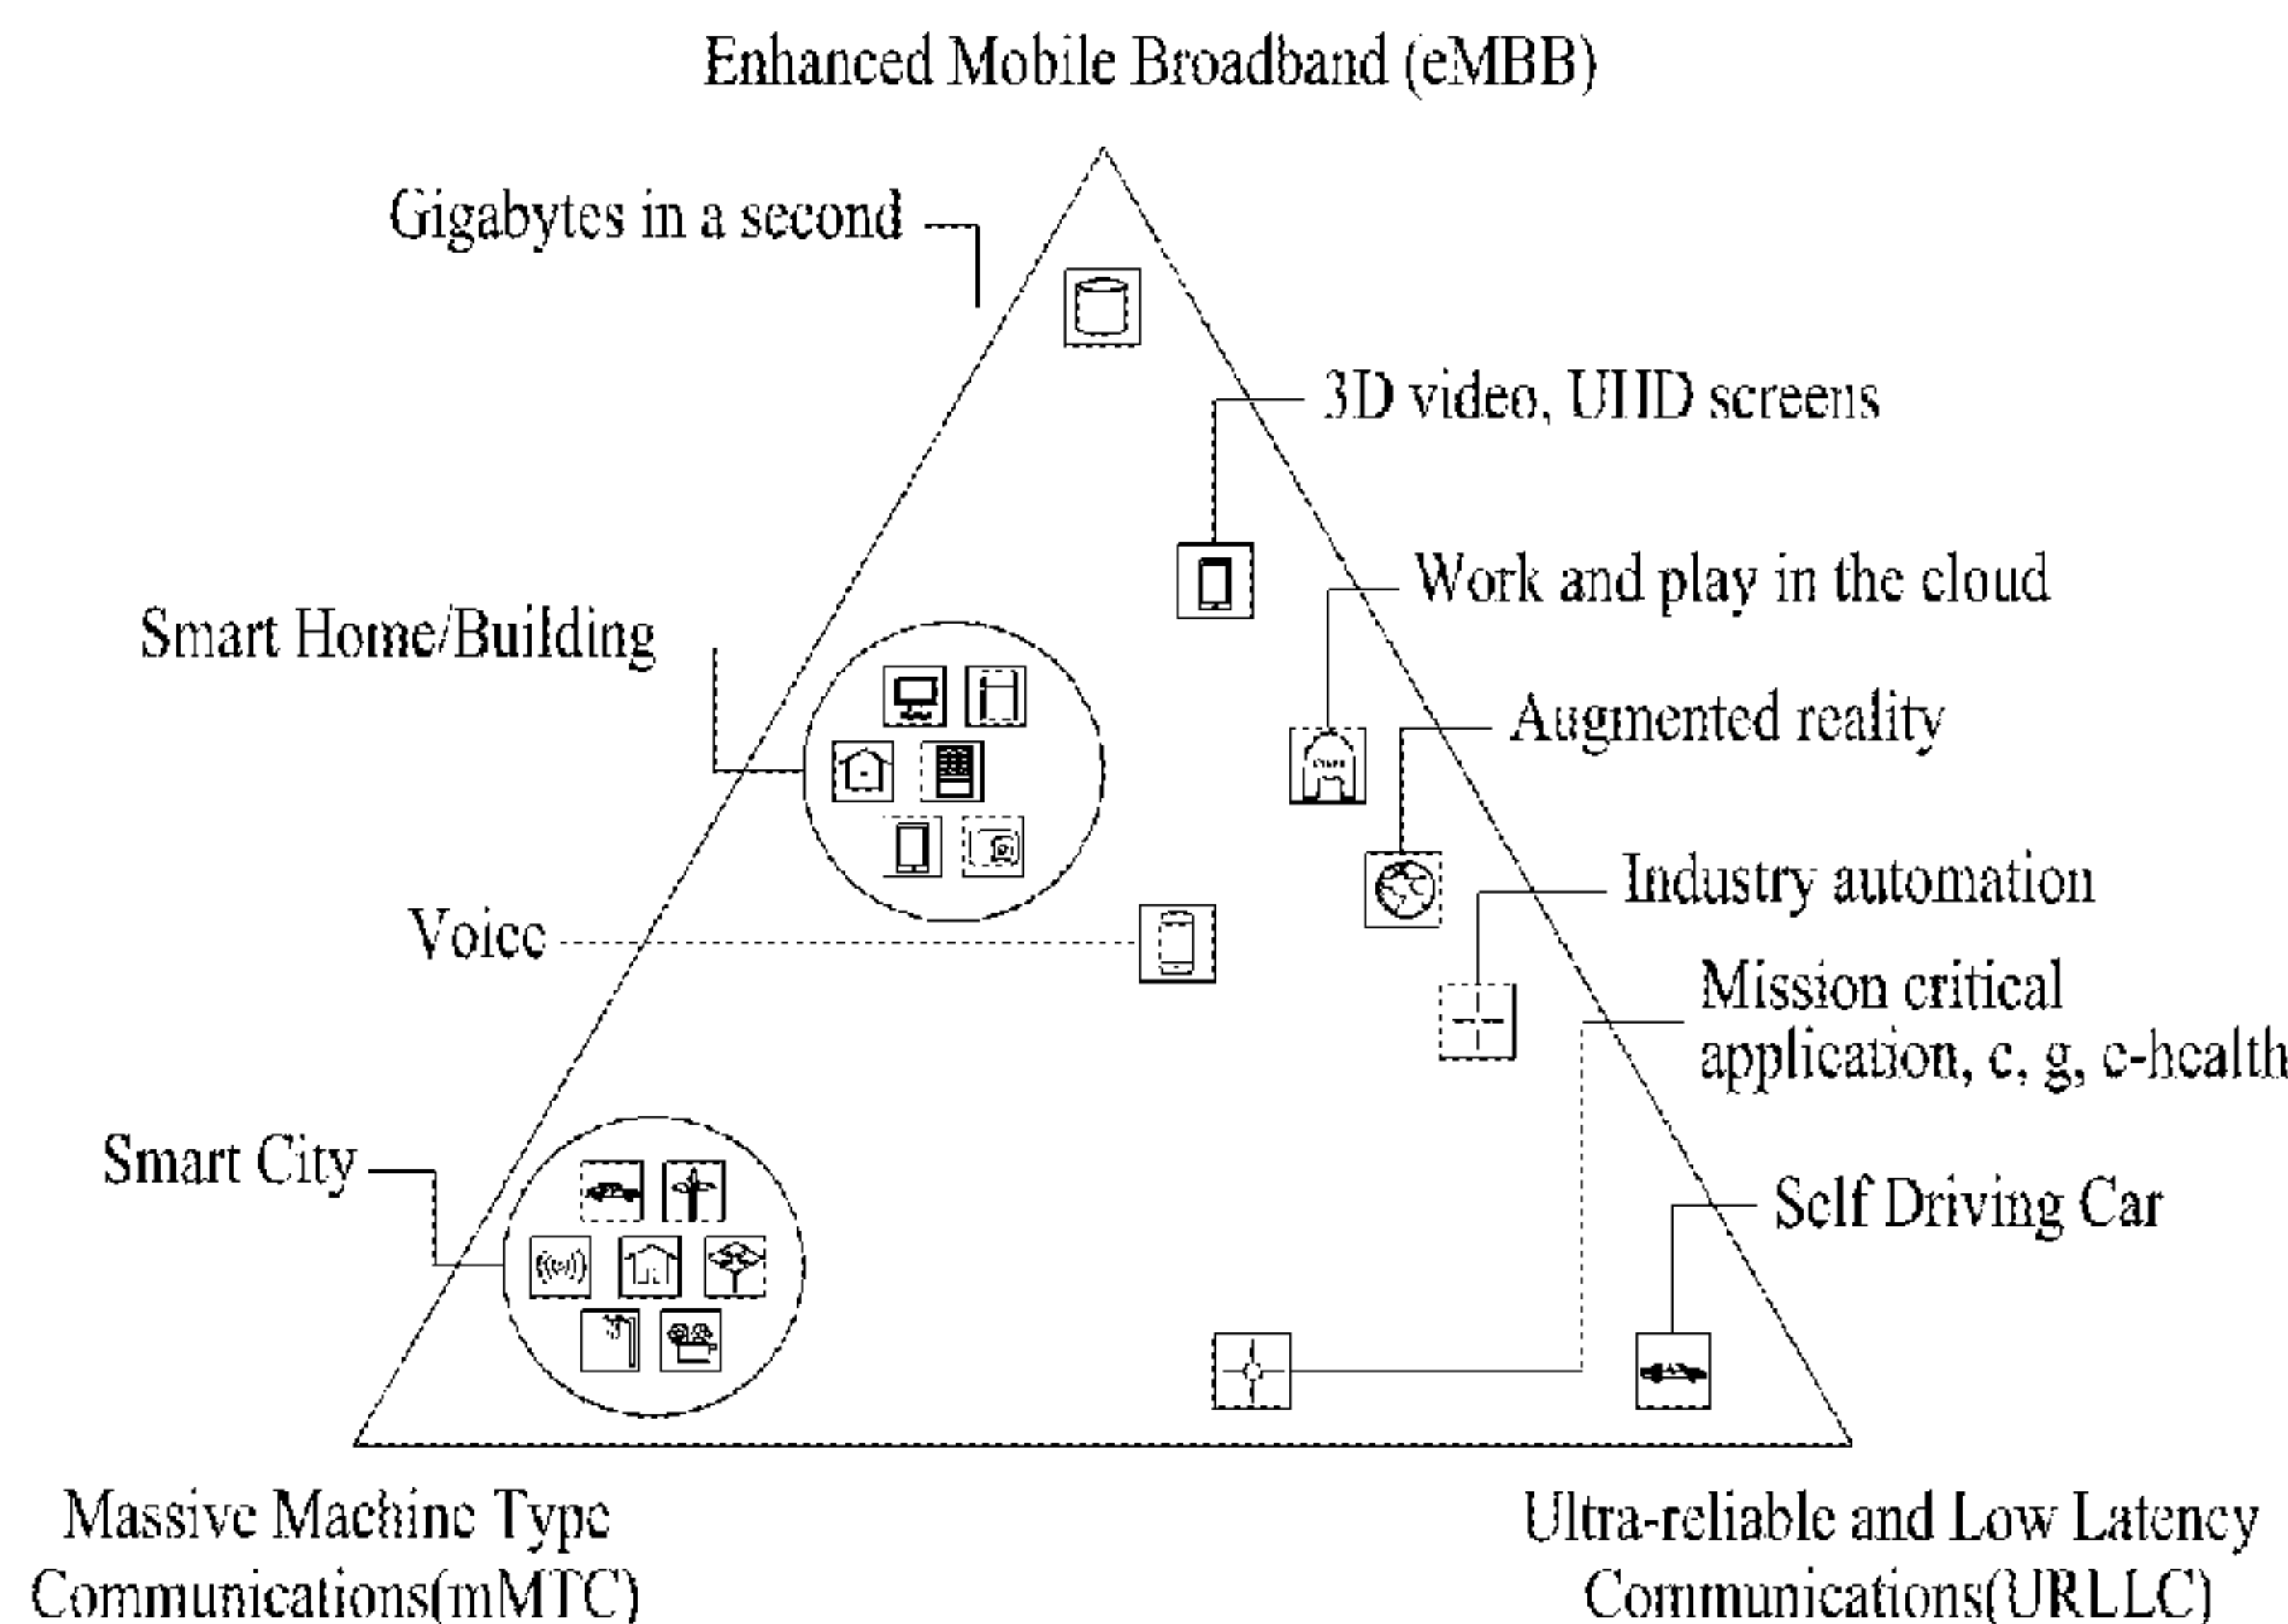 Enhanced Mobile Broadband (eMBB)
Gigabytes in a second
3D video, UHD screens
Work and play in the cloud
Smart Home/Building
Augmented reality
Industry automation
Voice
Mission critical
application, e, g, e-health
Smart City
Self Driving Car
Massive Machine Type
Communications(mMTC)
Ultra-reliable and Low Latency
Communications(URLLC)